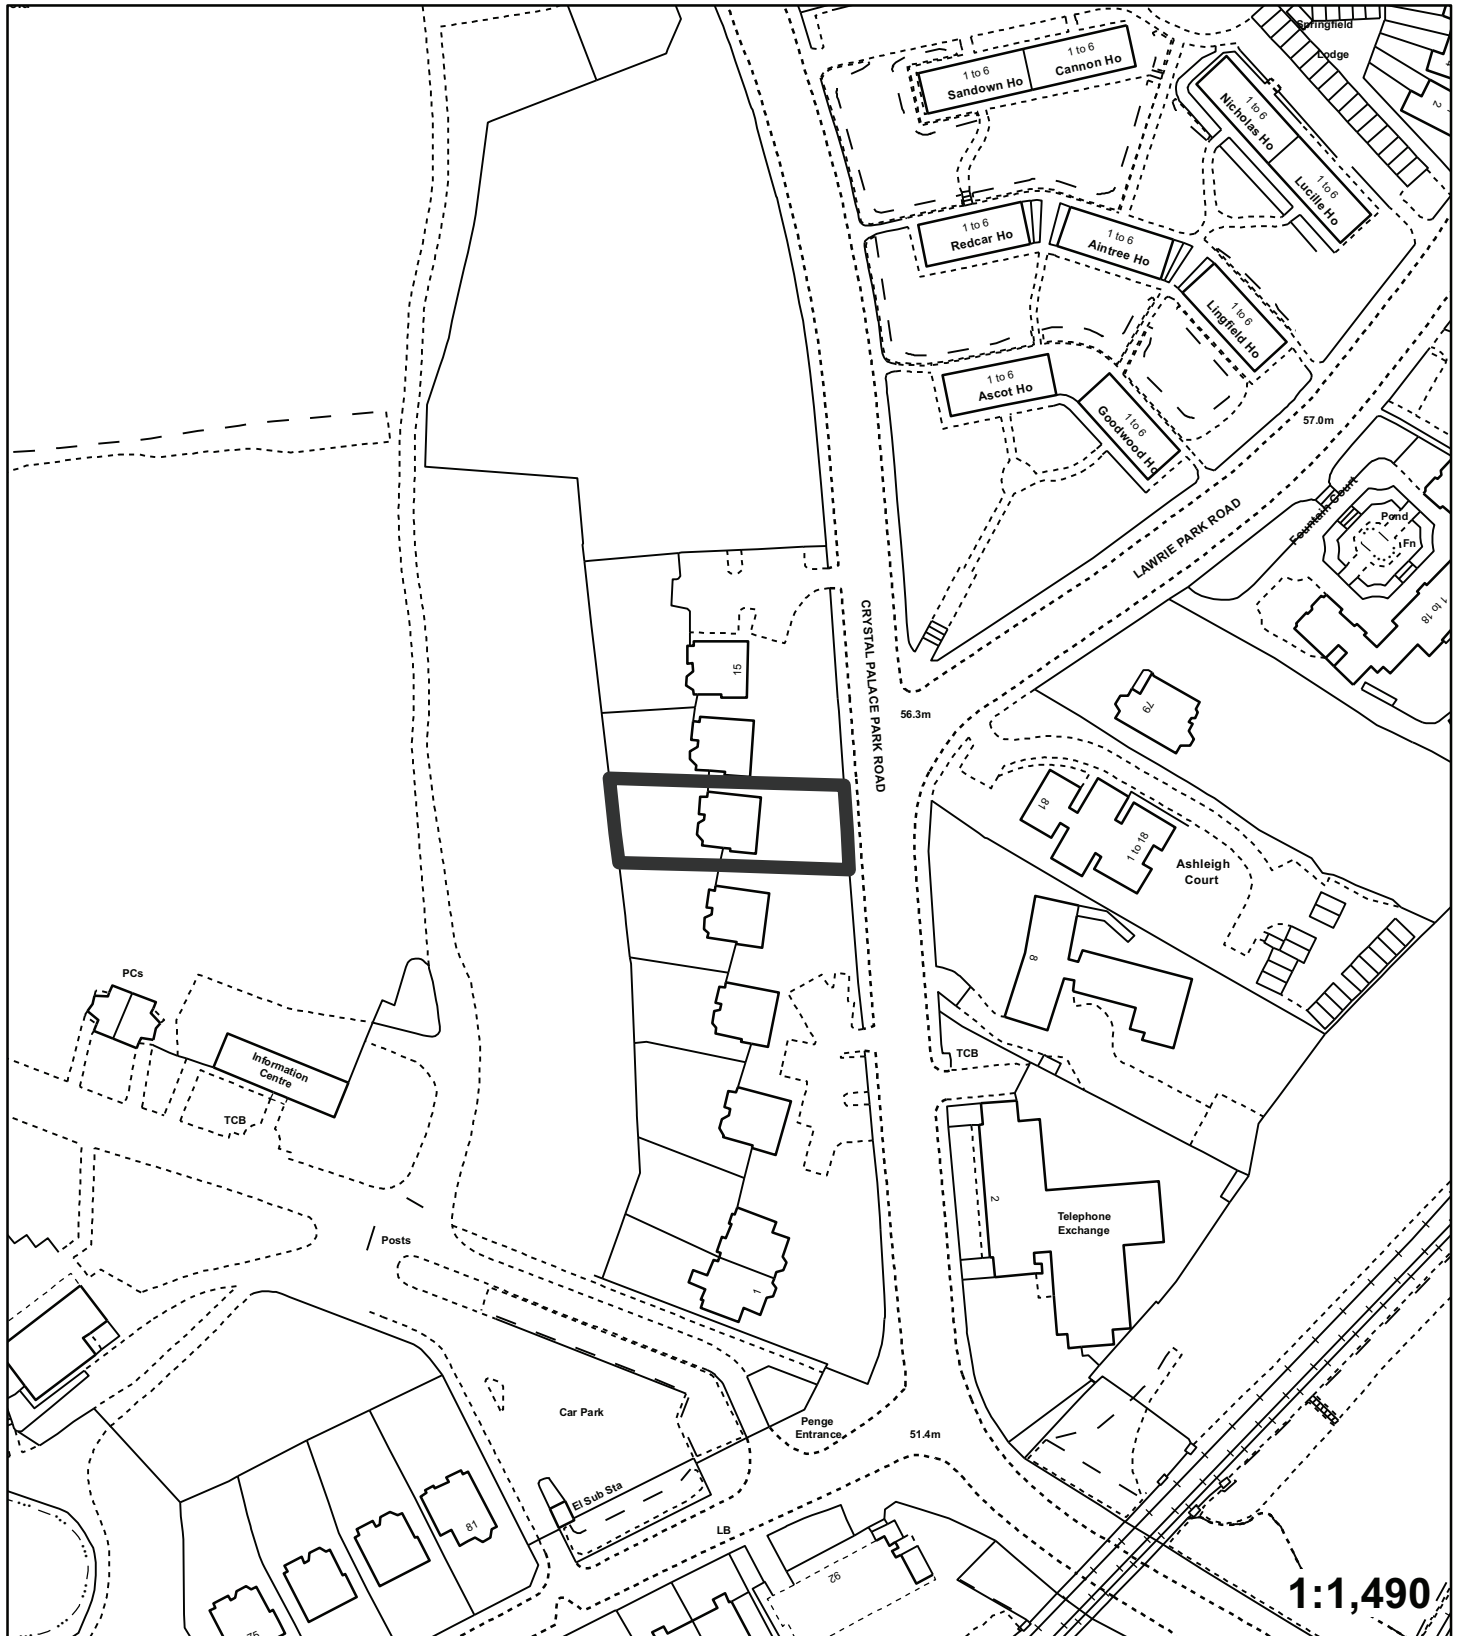 Springfield
Lodge
1 to 6
Cannon Ho
1 to 6
Sandown Ho
2
1 to 6
Nicholas Ho
1 to 6
Lucille Ho
1 to 6
Redcar Ho
1 to 6
Aintree Ho
1 to 6
Lingfield Ho
1 to 6
Ascot Ho
1 to 6
Goodwood Ho
57.0m
LAWRIE PARK ROAD
Fountain Court
Pond
Fn
1 to 18
CRYSTAL PALACE PARK ROAD
15
56.3m
79
81
1 to 18
Ashleigh
Court
8
PCs
Information
Centre
TCB
TCB
2
Telephone
Exchange
Posts
1
Car Park
Penge
Entrance
51.4m
El Sub Sta
81
LB
92
75
1:1,490